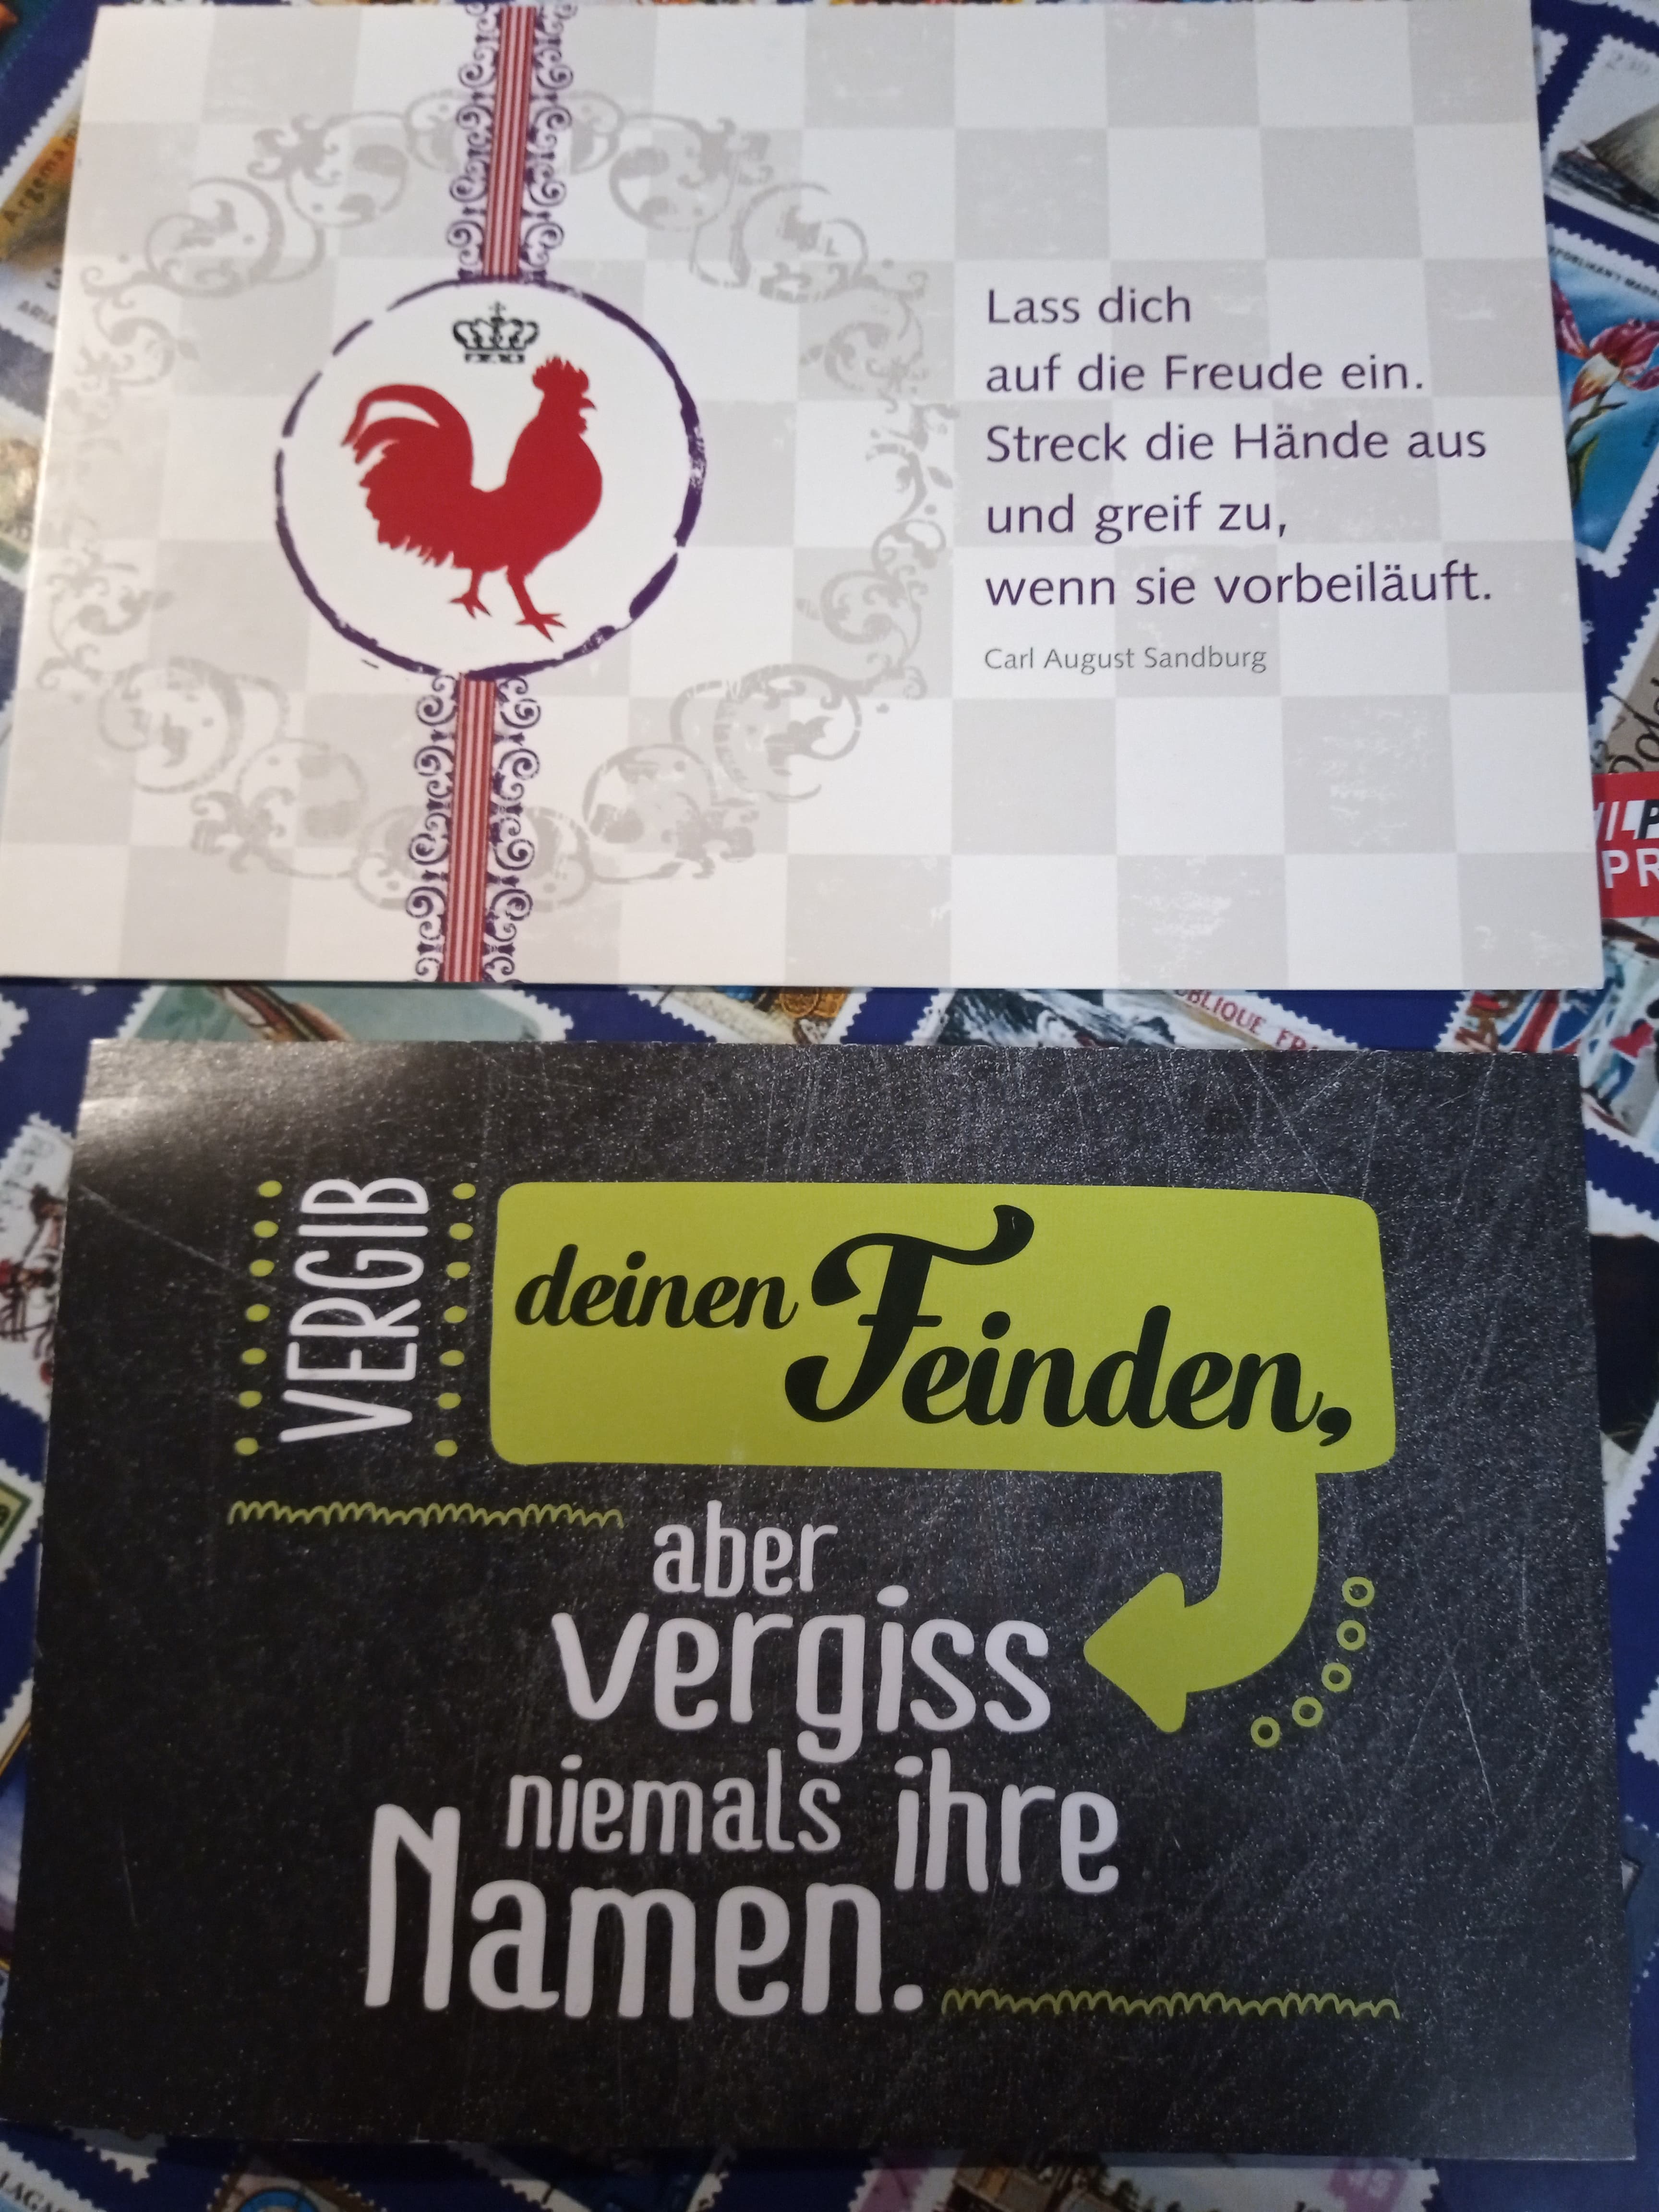 Lass dich
auf die Freude ein.
Streck die Hände aus
und greif zu,
wenn sie vorbeiläuft.
Carl August Sandburg
PR
VERGIB
deinen Feinden,
aber
vergiss
niemals ihre
Namen.